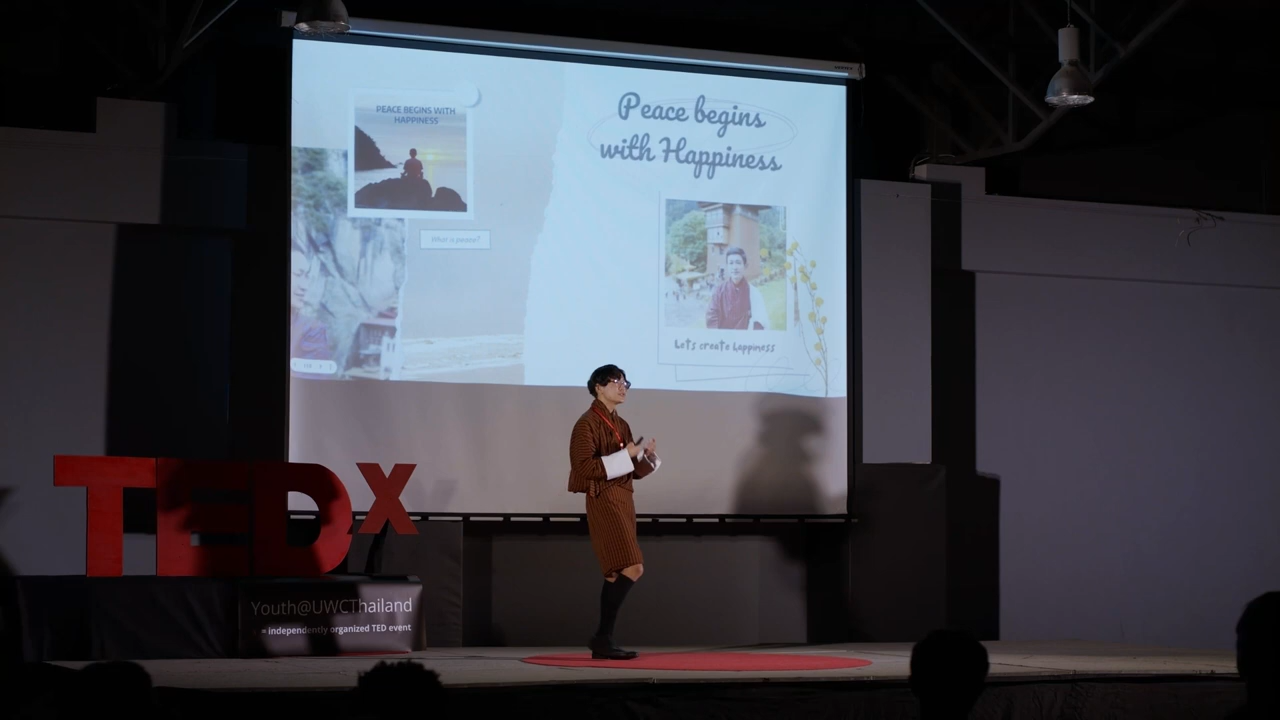 PEACE BEGINS WITH
HAPPINESS
What is peace?
Peace begins
with Happiness
Let's create happiness
TEDx
Youth@UWCThailand
= independently organized TED event